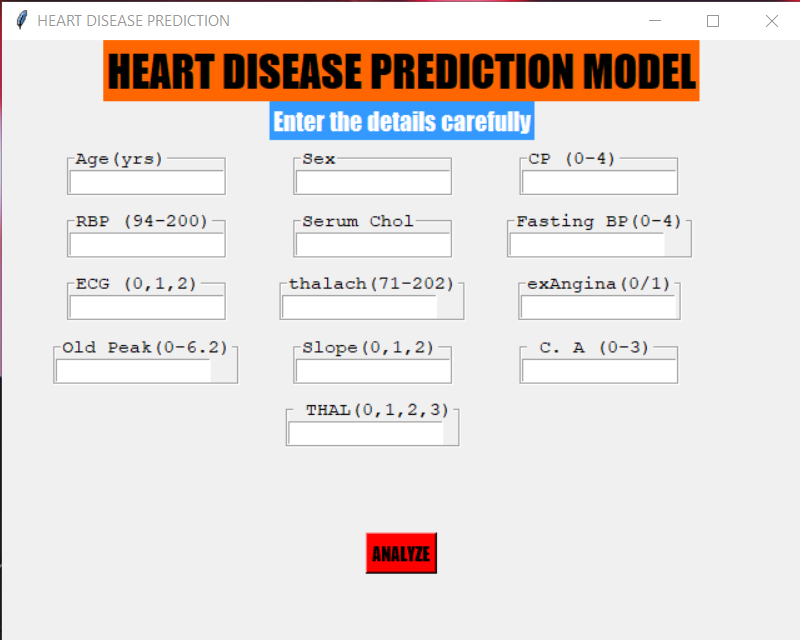 HEART DISEASE PREDICTION
HEART DISEASE PREDICTION MODEL
Enter the details carefully
Age(yrs) Sex CP (0-4)
RBP (94-200) Serum Chol Fasting BP(0-4)
ECG (0,1,2) thalach(71-202) exAngina(0/1)
Old Peak(0-6.2) Slope(0,1,2) C. A (0-3)
THAL(0,1,2,3)
ANALYZE